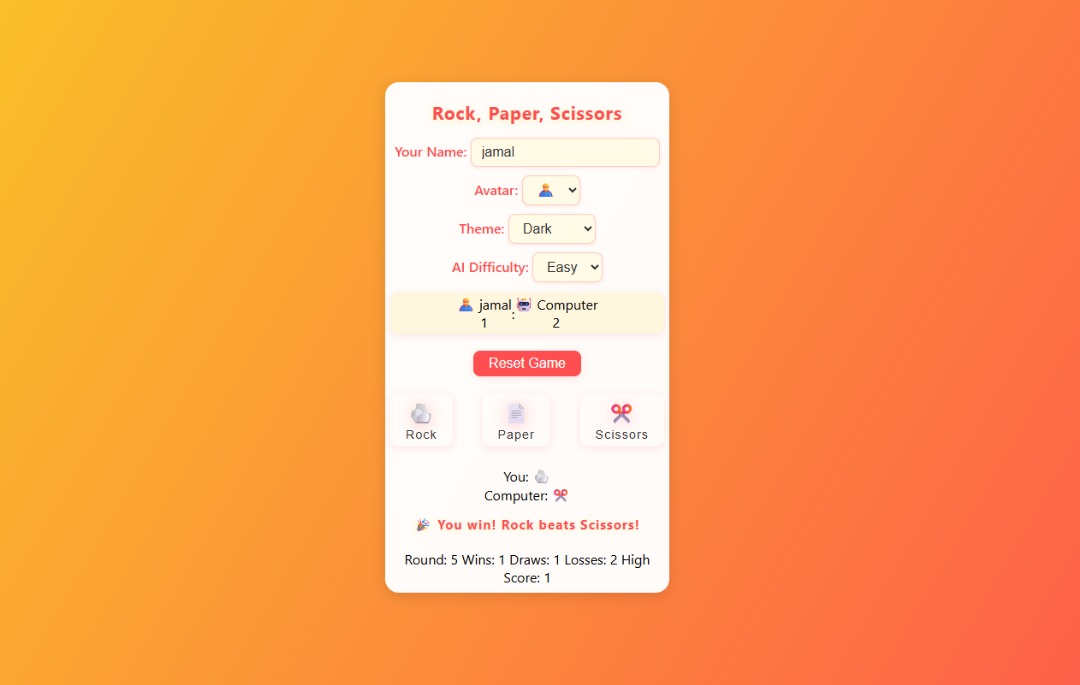 Rock, Paper, Scissors
Your Name: jamal
Avatar:
Theme: Dark
AI Difficulty: Easy
jamal : Computer
1 2
Reset Game
Rock Paper Scissors
You:
Computer:
You win! Rock beats Scissors!
Round: 5 Wins: 1 Draws: 1 Losses: 2 High
Score: 1